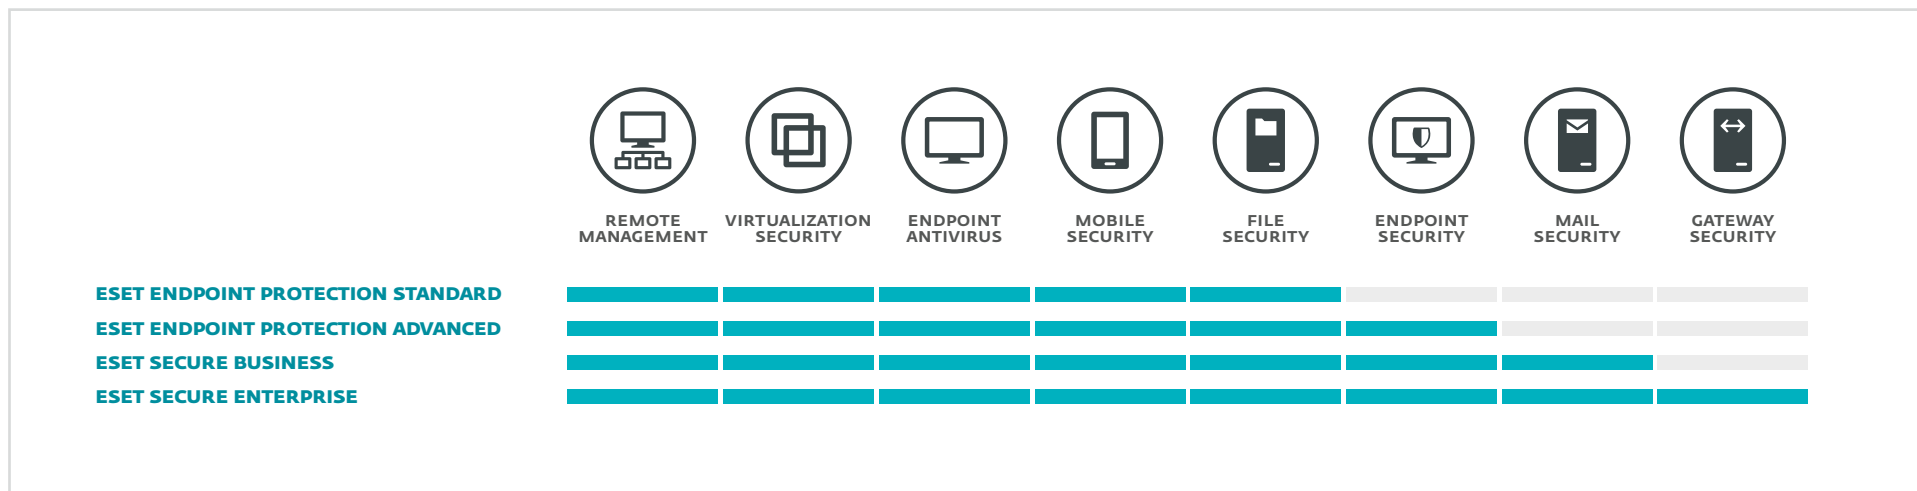 REMOTE
MANAGEMENT
VIRTUALIZATION
SECURITY
ENDPOINT
ANTIVIRUS
MOBILE
SECURITY
FILE
SECURITY
ENDPOINT
SECURITY
MAIL
SECURITY
GATEWAY
SECURITY
ESET ENDPOINT PROTECTION STANDARD
ESET ENDPOINT PROTECTION ADVANCED
ESET SECURE BUSINESS
ESET SECURE ENTERPRISE